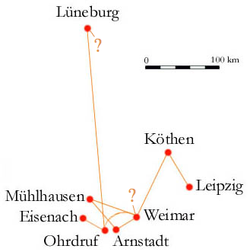 Lüneburg
?
0 100 km
Köthen
Leipzig
Mühlhausen
?
Eisenach
Weimar
Ohrdruf
Arnstadt